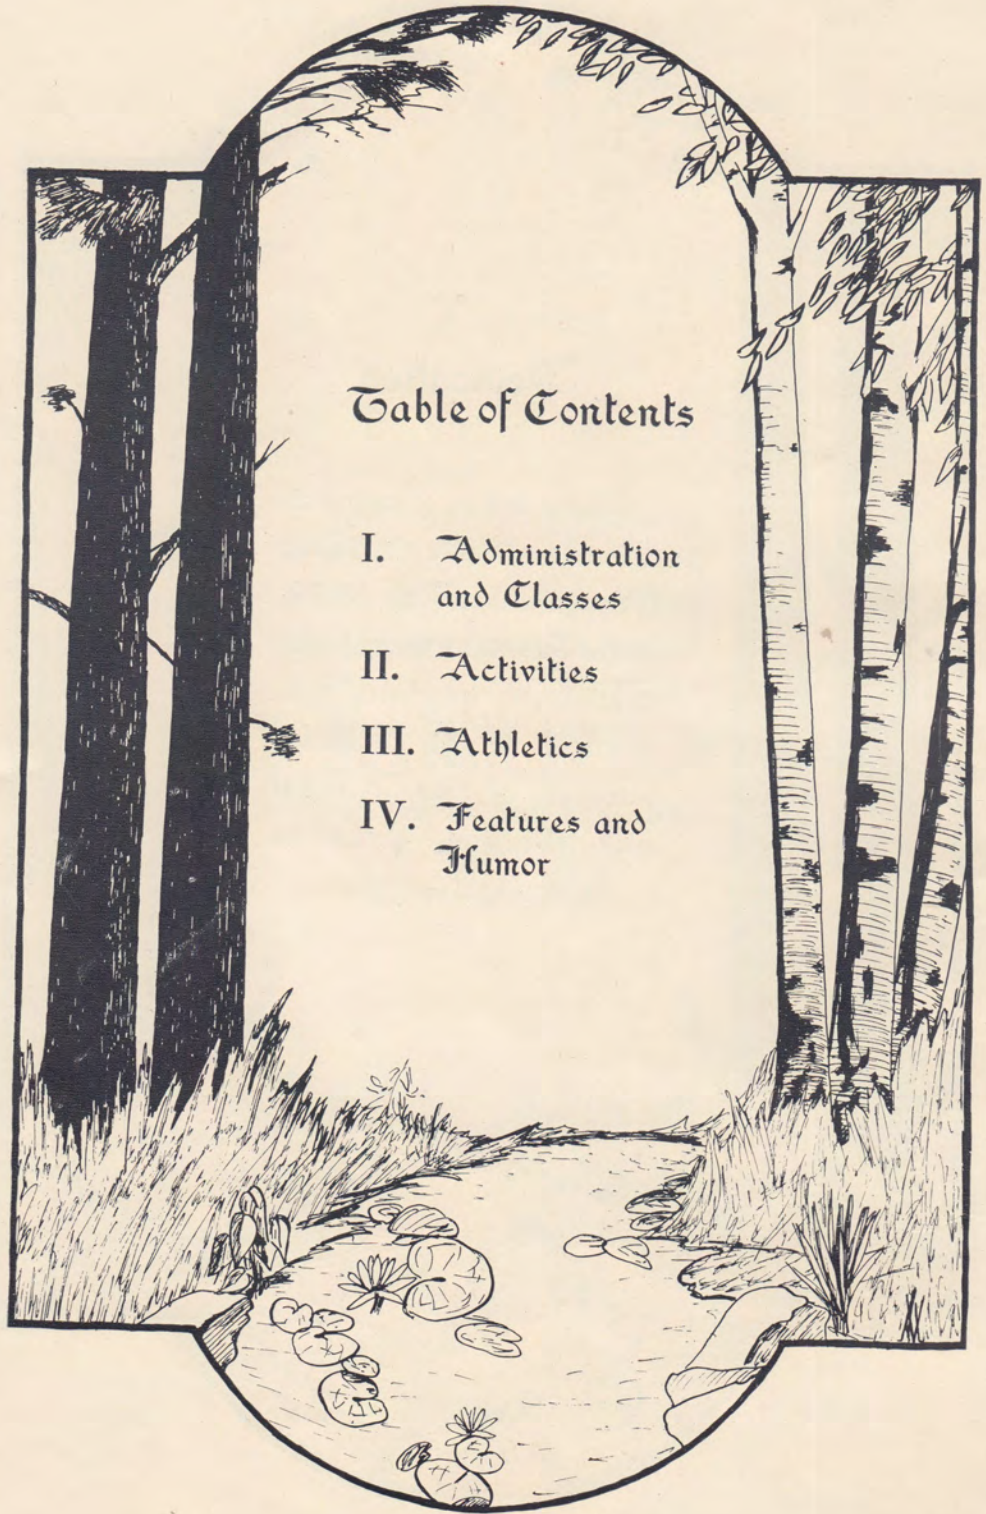 Table of Contents
I. Administration
and Classes
II. Activities
III. Athletics
IV. Features and
Humor